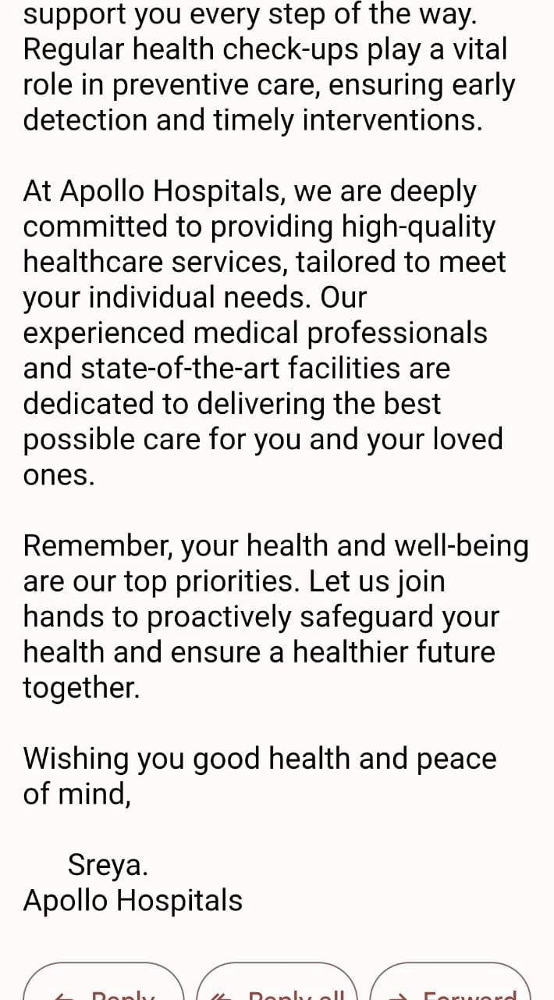 support you every step of the way.
Regular health check-ups play a vital
role in preventive care, ensuring early
detection and timely interventions.
At Apollo Hospitals, we are deeply
committed to providing high-quality
healthcare services, tailored to meet
your individual needs. Our
experienced medical professionals
and state-of-the-art facilities are
dedicated to delivering the best
possible care for you and your loved
ones.
Remember, your health and well-being
are our top priorities. Let us join
hands to proactively safeguard your
health and ensure a healthier future
together.
Wishing you good health and peace
of mind,
Sreya.
Apollo Hospitals
Reply Reply all Forward